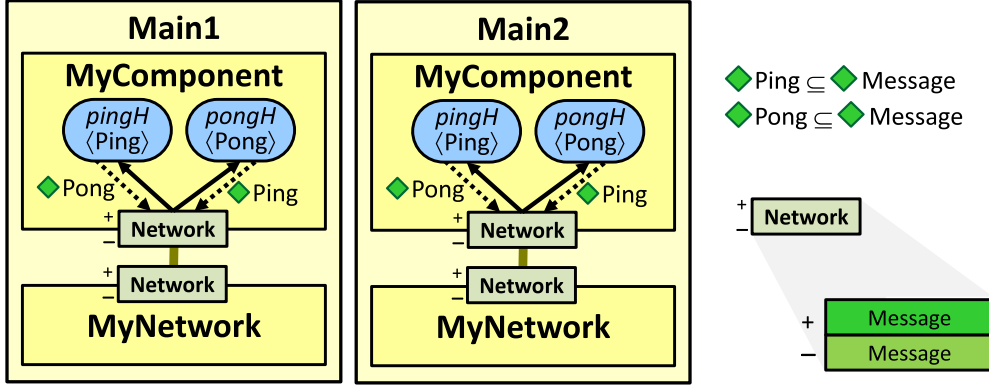 Main1
MyComponent
pingH
⟨Ping⟩
pongH
⟨Pong⟩
Pong
Ping
+
−
Network
+
−
Network
MyNetwork
Main2
MyComponent
pingH
⟨Ping⟩
pongH
⟨Pong⟩
Pong
Ping
+
−
Network
+
−
Network
MyNetwork
Ping ⊆ Message
Pong ⊆ Message
+
−
Network
+ Message
− Message